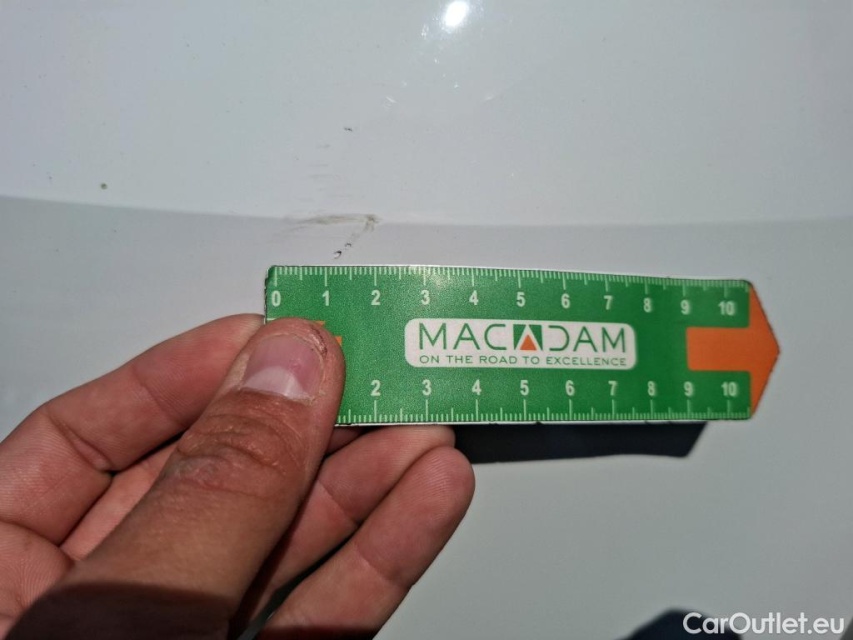 0 1 2 3 4 5 6 7 8 9 10
MACADAM
ON THE ROAD TO EXCELLENCE
2 3 4 5 6 7 8 9 10
CarOutlet.eu